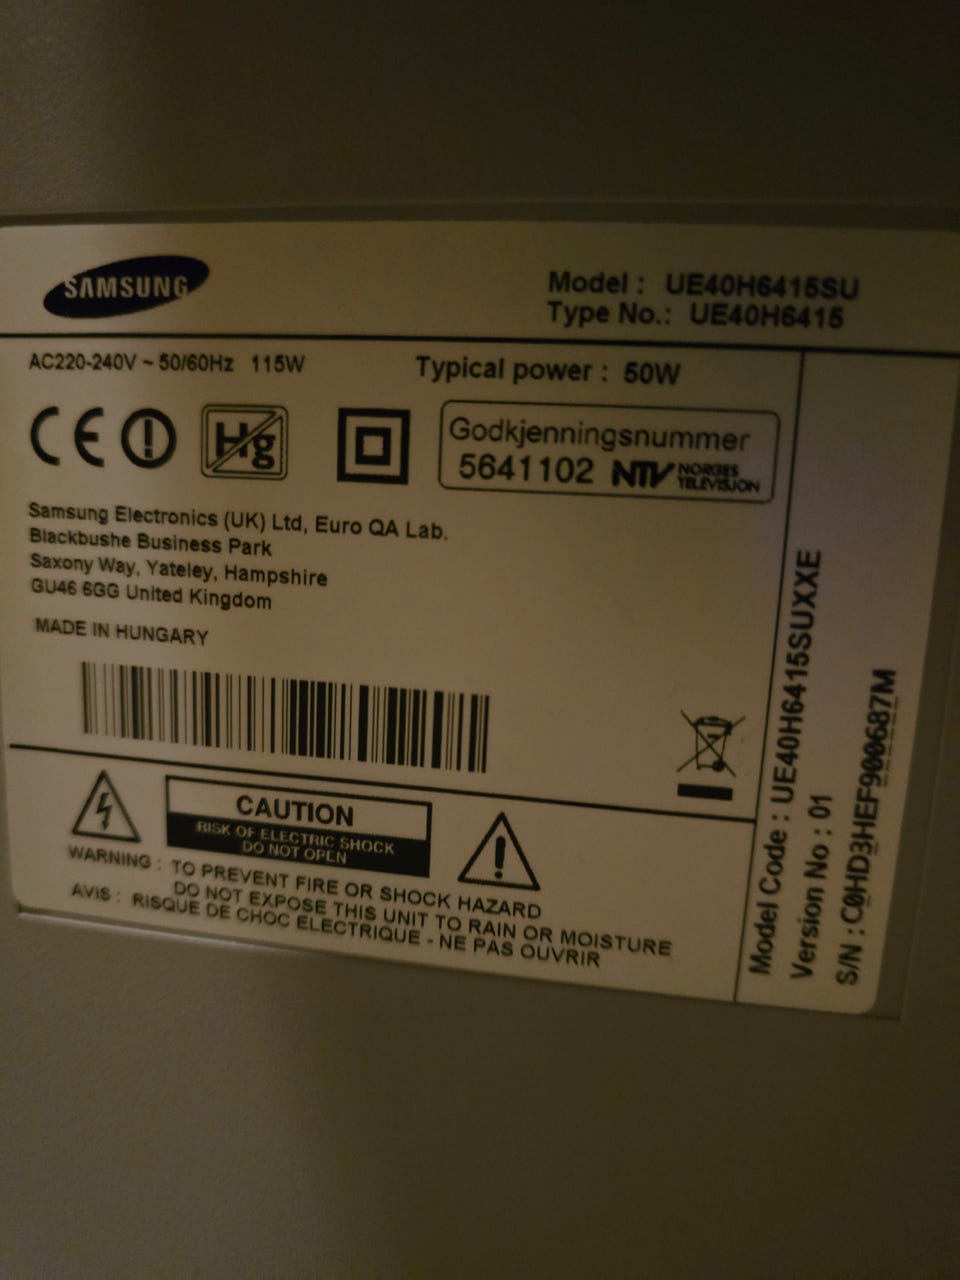 SAMSUNG
Model : UE40H6415SU
Type No.: UE40H6415
AC220-240V ~ 50/60Hz 115W
Typical power : 50W
CE
Hg
Godkjenningsnummer
5641102 NTV NORGES
TELEVISJON
Samsung Electronics (UK) Ltd, Euro QA Lab.
Blackbushe Business Park
Saxony Way, Yateley, Hampshire
GU46 6GG United Kingdom
MADE IN HUNGARY
CAUTION
RISK OF ELECTRIC SHOCK
DO NOT OPEN
WARNING : TO PREVENT FIRE OR SHOCK HAZARD
DO NOT EXPOSE THIS UNIT TO RAIN OR MOISTURE
AVIS : RISQUE DE CHOC ELECTRIQUE - NE PAS OUVRIR
Model Code : UE40H6415SUXXE
Version No : 01
S/N : C0HD3HEF900687M